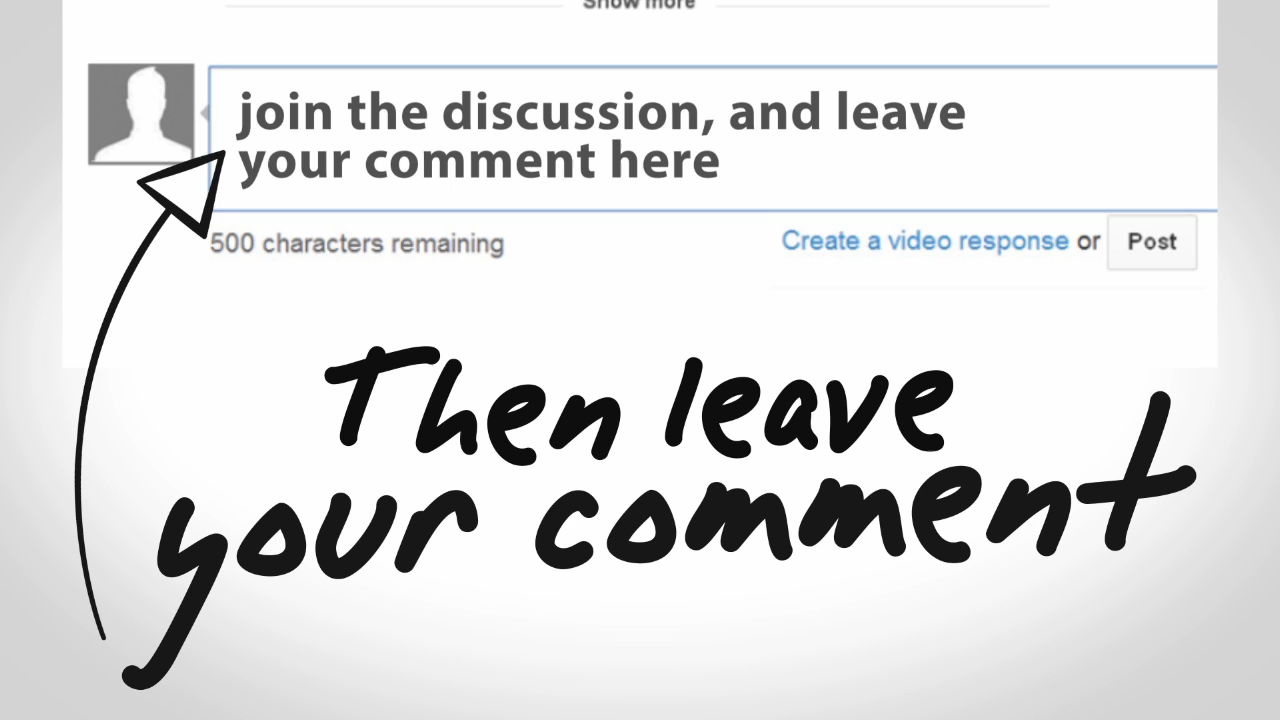 Show more
join the discussion, and leave
your comment here
500 characters remaining
Create a video response or Post
Then leave
your comment